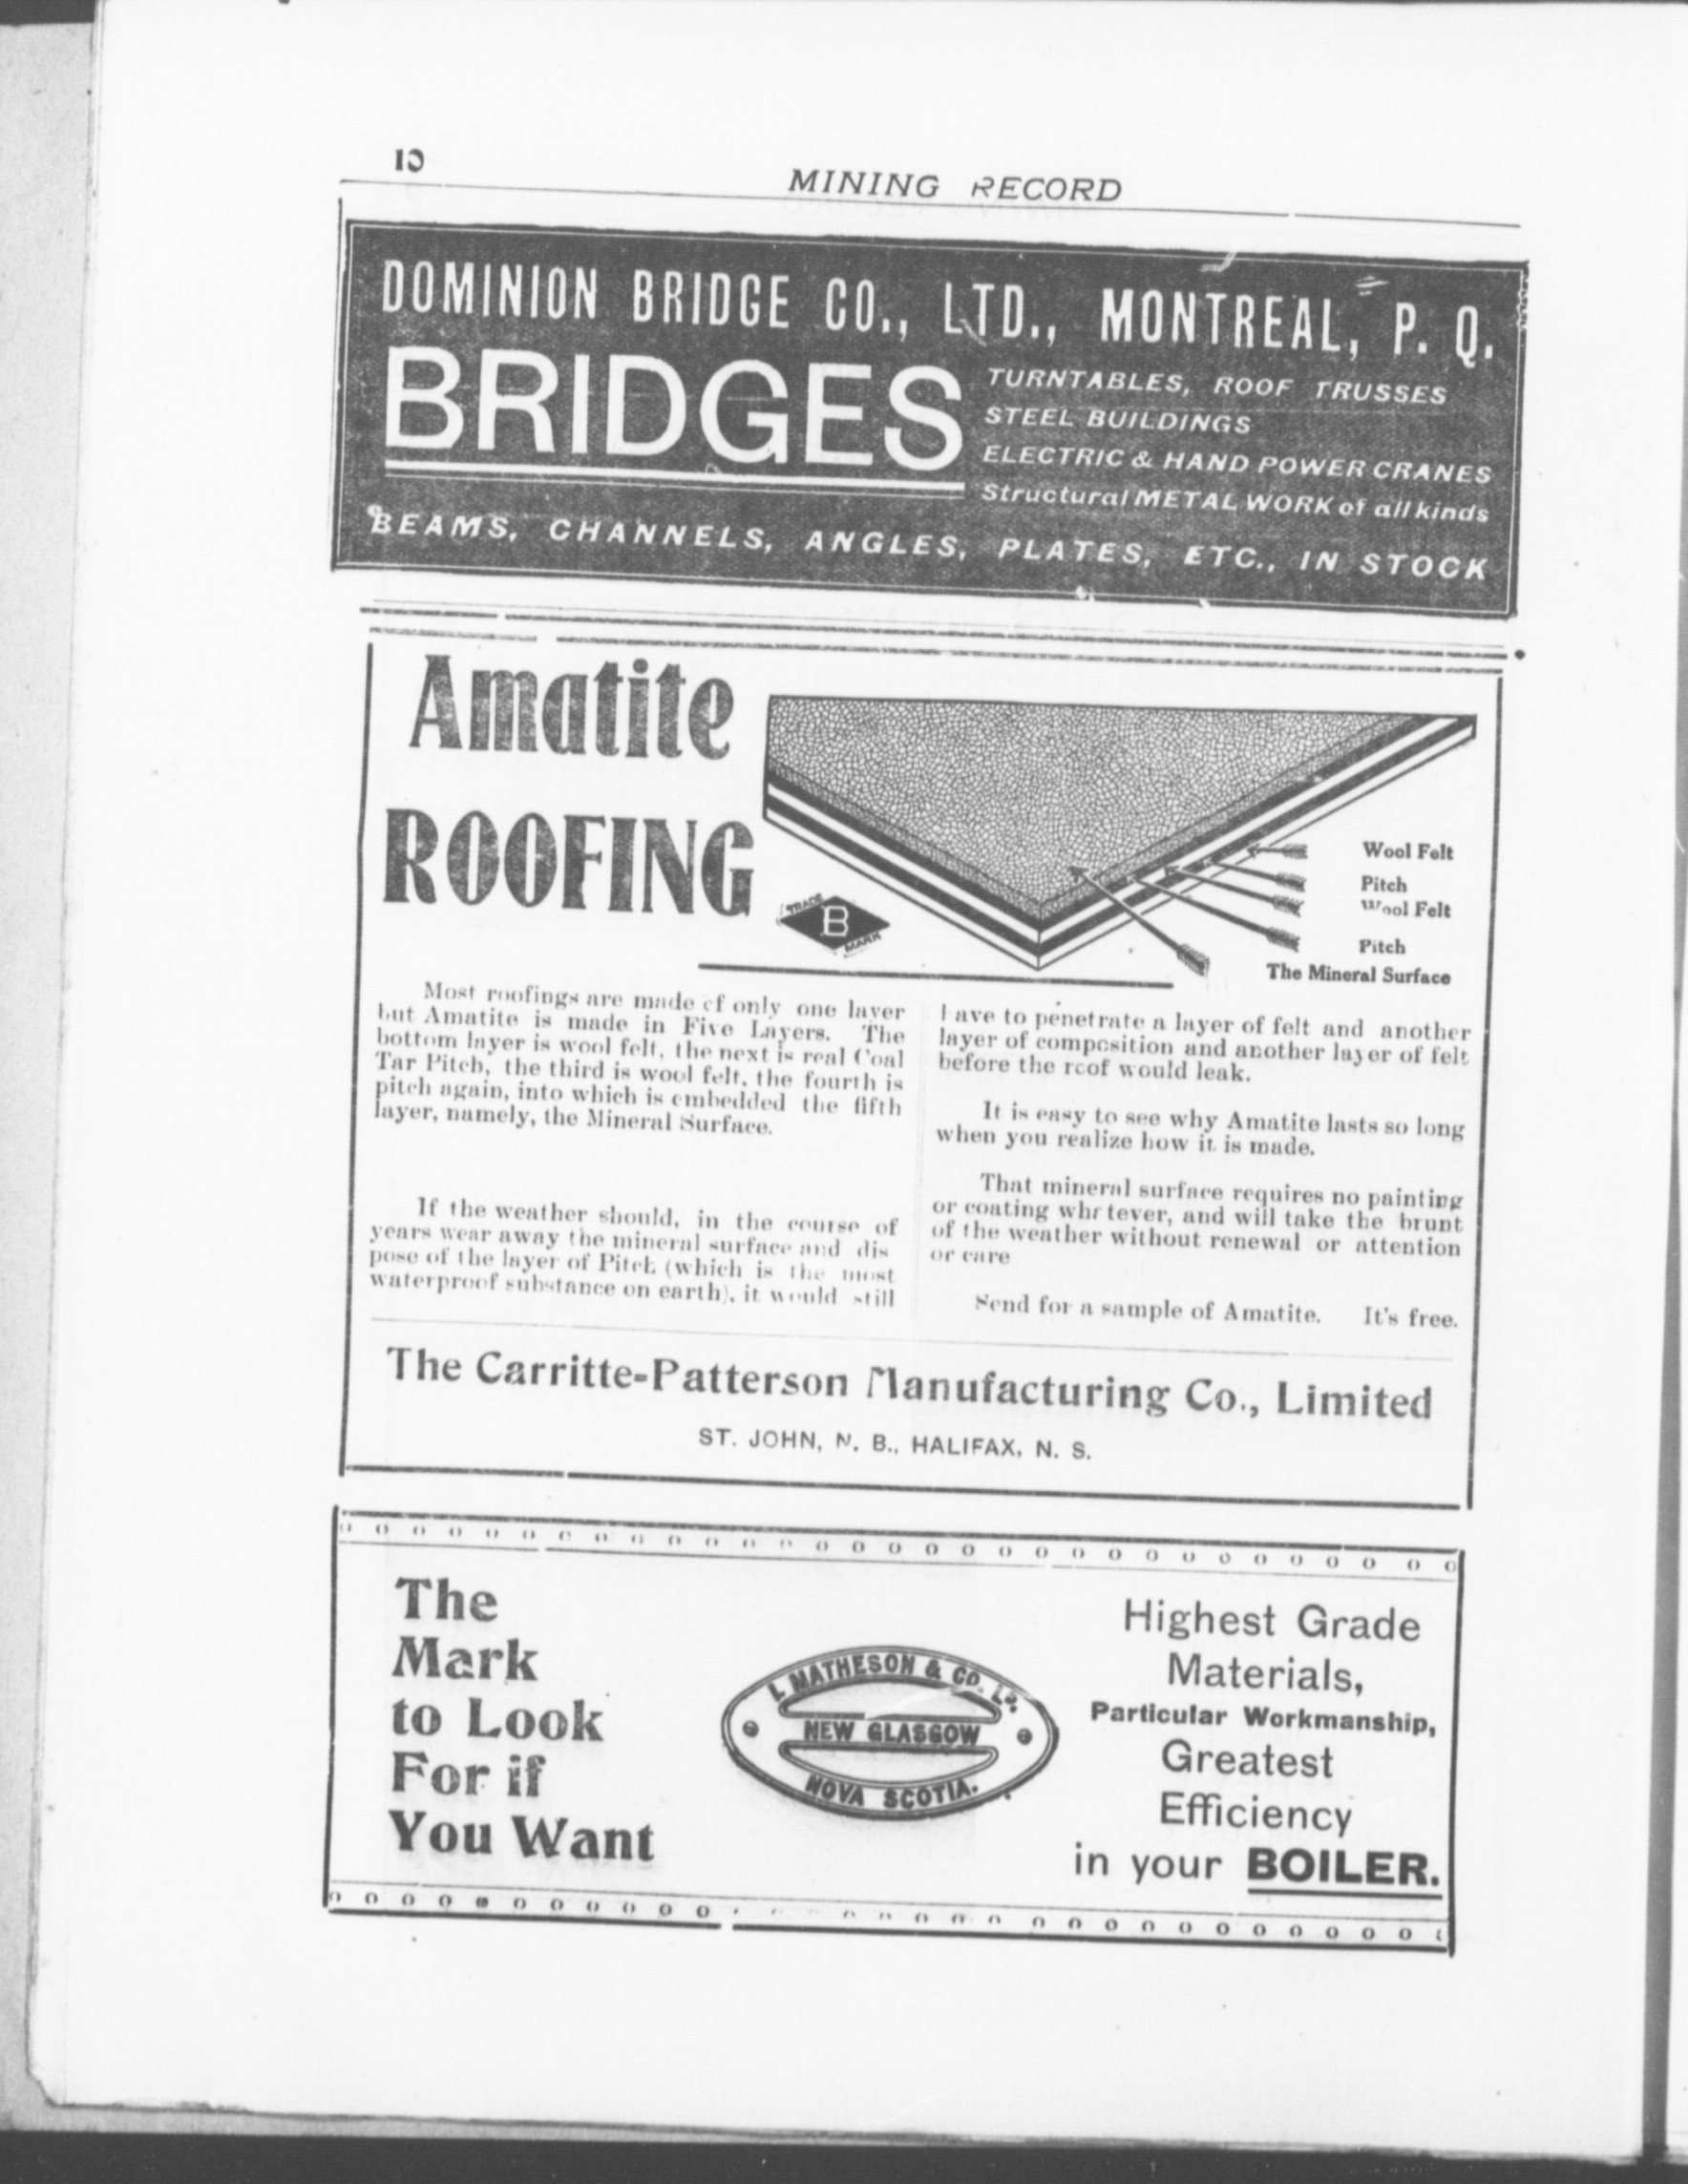 10
MINING RECORD
DOMINION BRIDGE CO., LTD., MONTREAL, P. Q.
BRIDGES
TURNTABLES, ROOF TRUSSES
STEEL BUILDINGS
ELECTRIC & HAND POWER CRANES
Structural METAL WORK of all kinds
BEAMS, CHANNELS, ANGLES, PLATES, ETC., IN STOCK
Amatite
ROOFING
TRADE
B
MARK
Wool Felt
Pitch
Wool Felt
Pitch
The Mineral Surface
Most roofings are made of only one layer
but Amatite is made in Five Layers. The
bottom layer is wool felt, the next is real Coal
Tar Pitch, the third is wool felt, the fourth is
pitch again, into which is embedded the fifth
layer, namely, the Mineral Surface.
If the weather should, in the course of
years wear away the mineral surface and dis
pose of the layer of Pitch (which is the most
waterproof substance on earth), it would still
have to penetrate a layer of felt and another
layer of composition and another layer of felt
before the roof would leak.
It is easy to see why Amatite lasts so long
when you realize how it is made.
That mineral surface requires no painting
or coating whatever, and will take the brunt
of the weather without renewal or attention
or care
Send for a sample of Amatite. It's free.
The Carritte-Patterson Manufacturing Co., Limited
ST. JOHN, N. B., HALIFAX, N. S.
The
Mark
to Look
For if
You Want
I. MATHESON & CO. LD.
NEW GLASGOW
NOVA SCOTIA.
Highest Grade
Materials,
Particular Workmanship,
Greatest
Efficiency
in your BOILER.